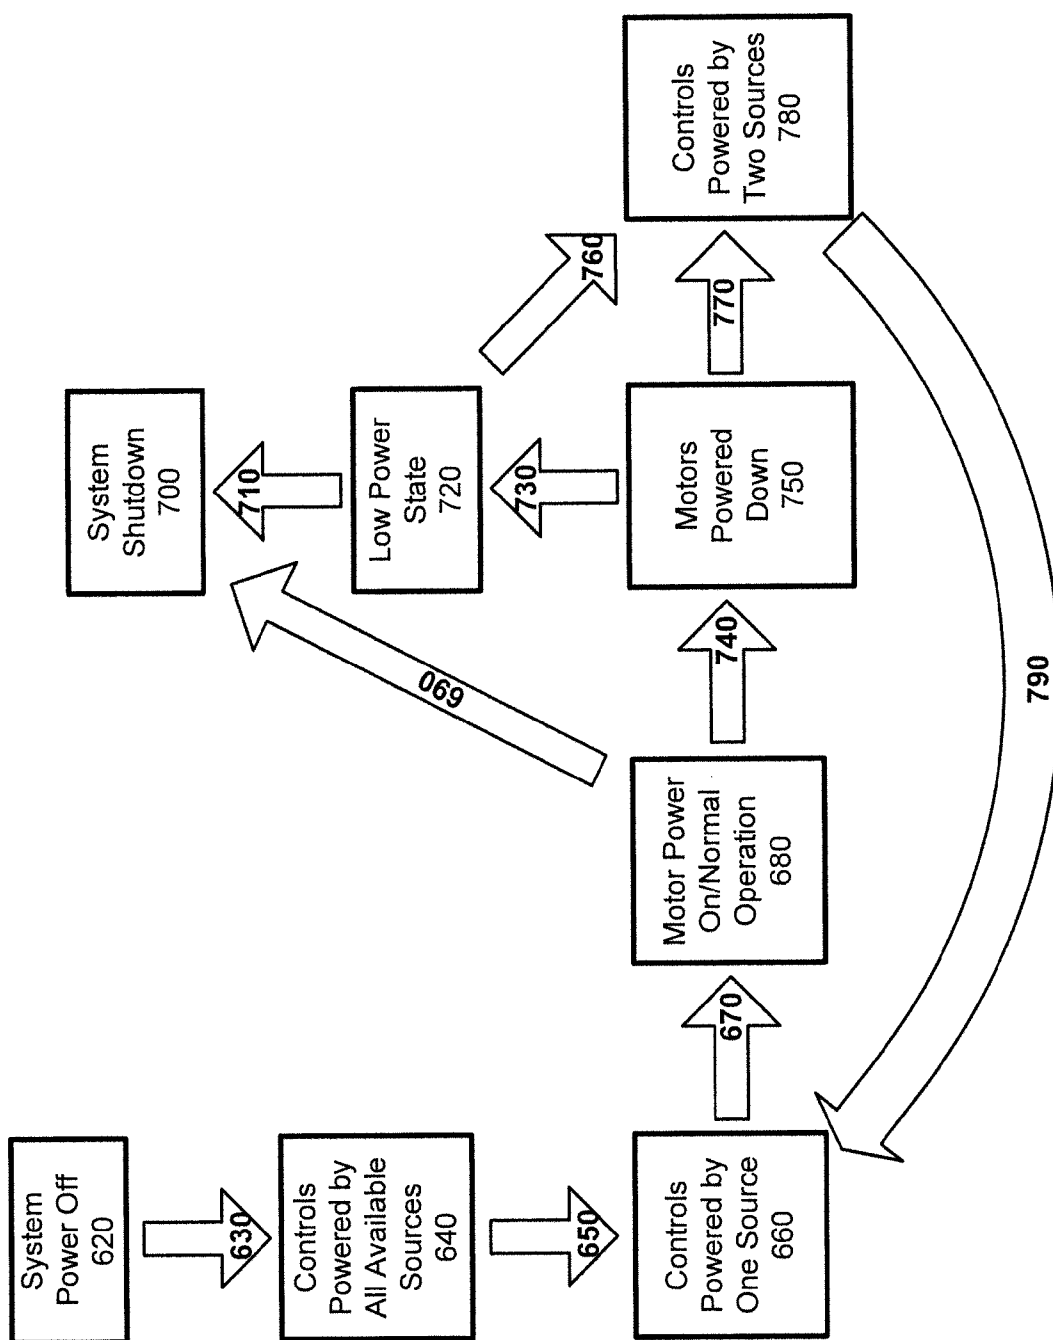 System
Power Off
620
630
Controls
Powered by
All Available
Sources
640
650
Controls
Powered by
One Source
660
670
Motor Power
On/Normal
Operation
680
690
740
System
Shutdown
700
710
Low Power
State
720
730
Motors
Powered
Down
750
760
770
Controls
Powered by
Two Sources
780
790